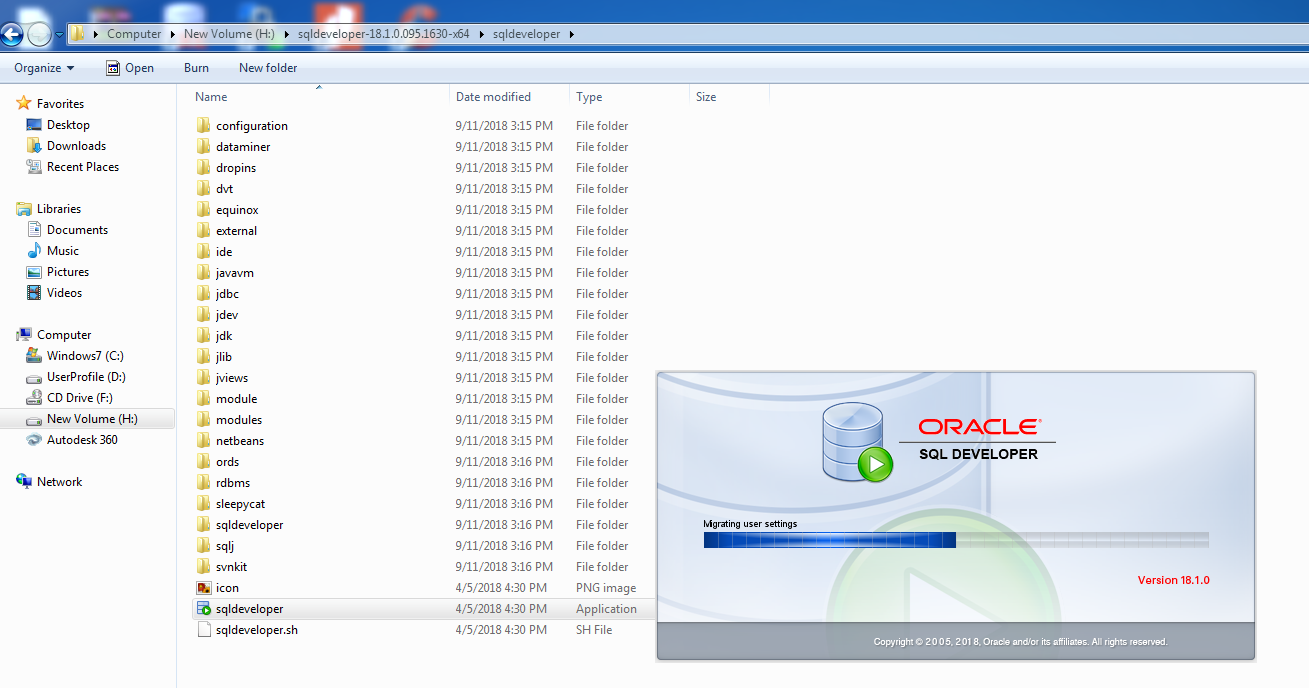 Computer New Volume (H:) sqldeveloper-18.1.0.095.1630-x64 sqldeveloper
Organize Open Burn New folder
Favorites
Desktop
Downloads
Recent Places
Libraries
Documents
Music
Pictures
Videos
Computer
Windows7 (C:)
UserProfile (D:)
CD Drive (F:)
New Volume (H:)
Autodesk 360
Network
Name Date modified Type Size
configuration 9/11/2018 3:15 PM File folder
dataminer 9/11/2018 3:15 PM File folder
dropins 9/11/2018 3:15 PM File folder
dvt 9/11/2018 3:15 PM File folder
equinox 9/11/2018 3:15 PM File folder
external 9/11/2018 3:15 PM File folder
ide 9/11/2018 3:15 PM File folder
javavm 9/11/2018 3:15 PM File folder
jdbc 9/11/2018 3:15 PM File folder
jdev 9/11/2018 3:15 PM File folder
jdk 9/11/2018 3:15 PM File folder
jlib 9/11/2018 3:15 PM File folder
jviews 9/11/2018 3:15 PM File folder
module 9/11/2018 3:15 PM File folder
modules 9/11/2018 3:15 PM File folder
netbeans 9/11/2018 3:15 PM File folder
ords 9/11/2018 3:16 PM File folder
rdbms 9/11/2018 3:16 PM File folder
sleepycat 9/11/2018 3:16 PM File folder
sqldeveloper 9/11/2018 3:16 PM File folder
sqlj 9/11/2018 3:16 PM File folder
svnkit 9/11/2018 3:16 PM File folder
icon 4/5/2018 4:30 PM PNG image
sqldeveloper 4/5/2018 4:30 PM Application
sqldeveloper.sh 4/5/2018 4:30 PM SH File
ORACLE®
SQL DEVELOPER
Migrating user settings
Version 18.1.0
Copyright © 2005, 2018, Oracle and/or its affiliates. All rights reserved.